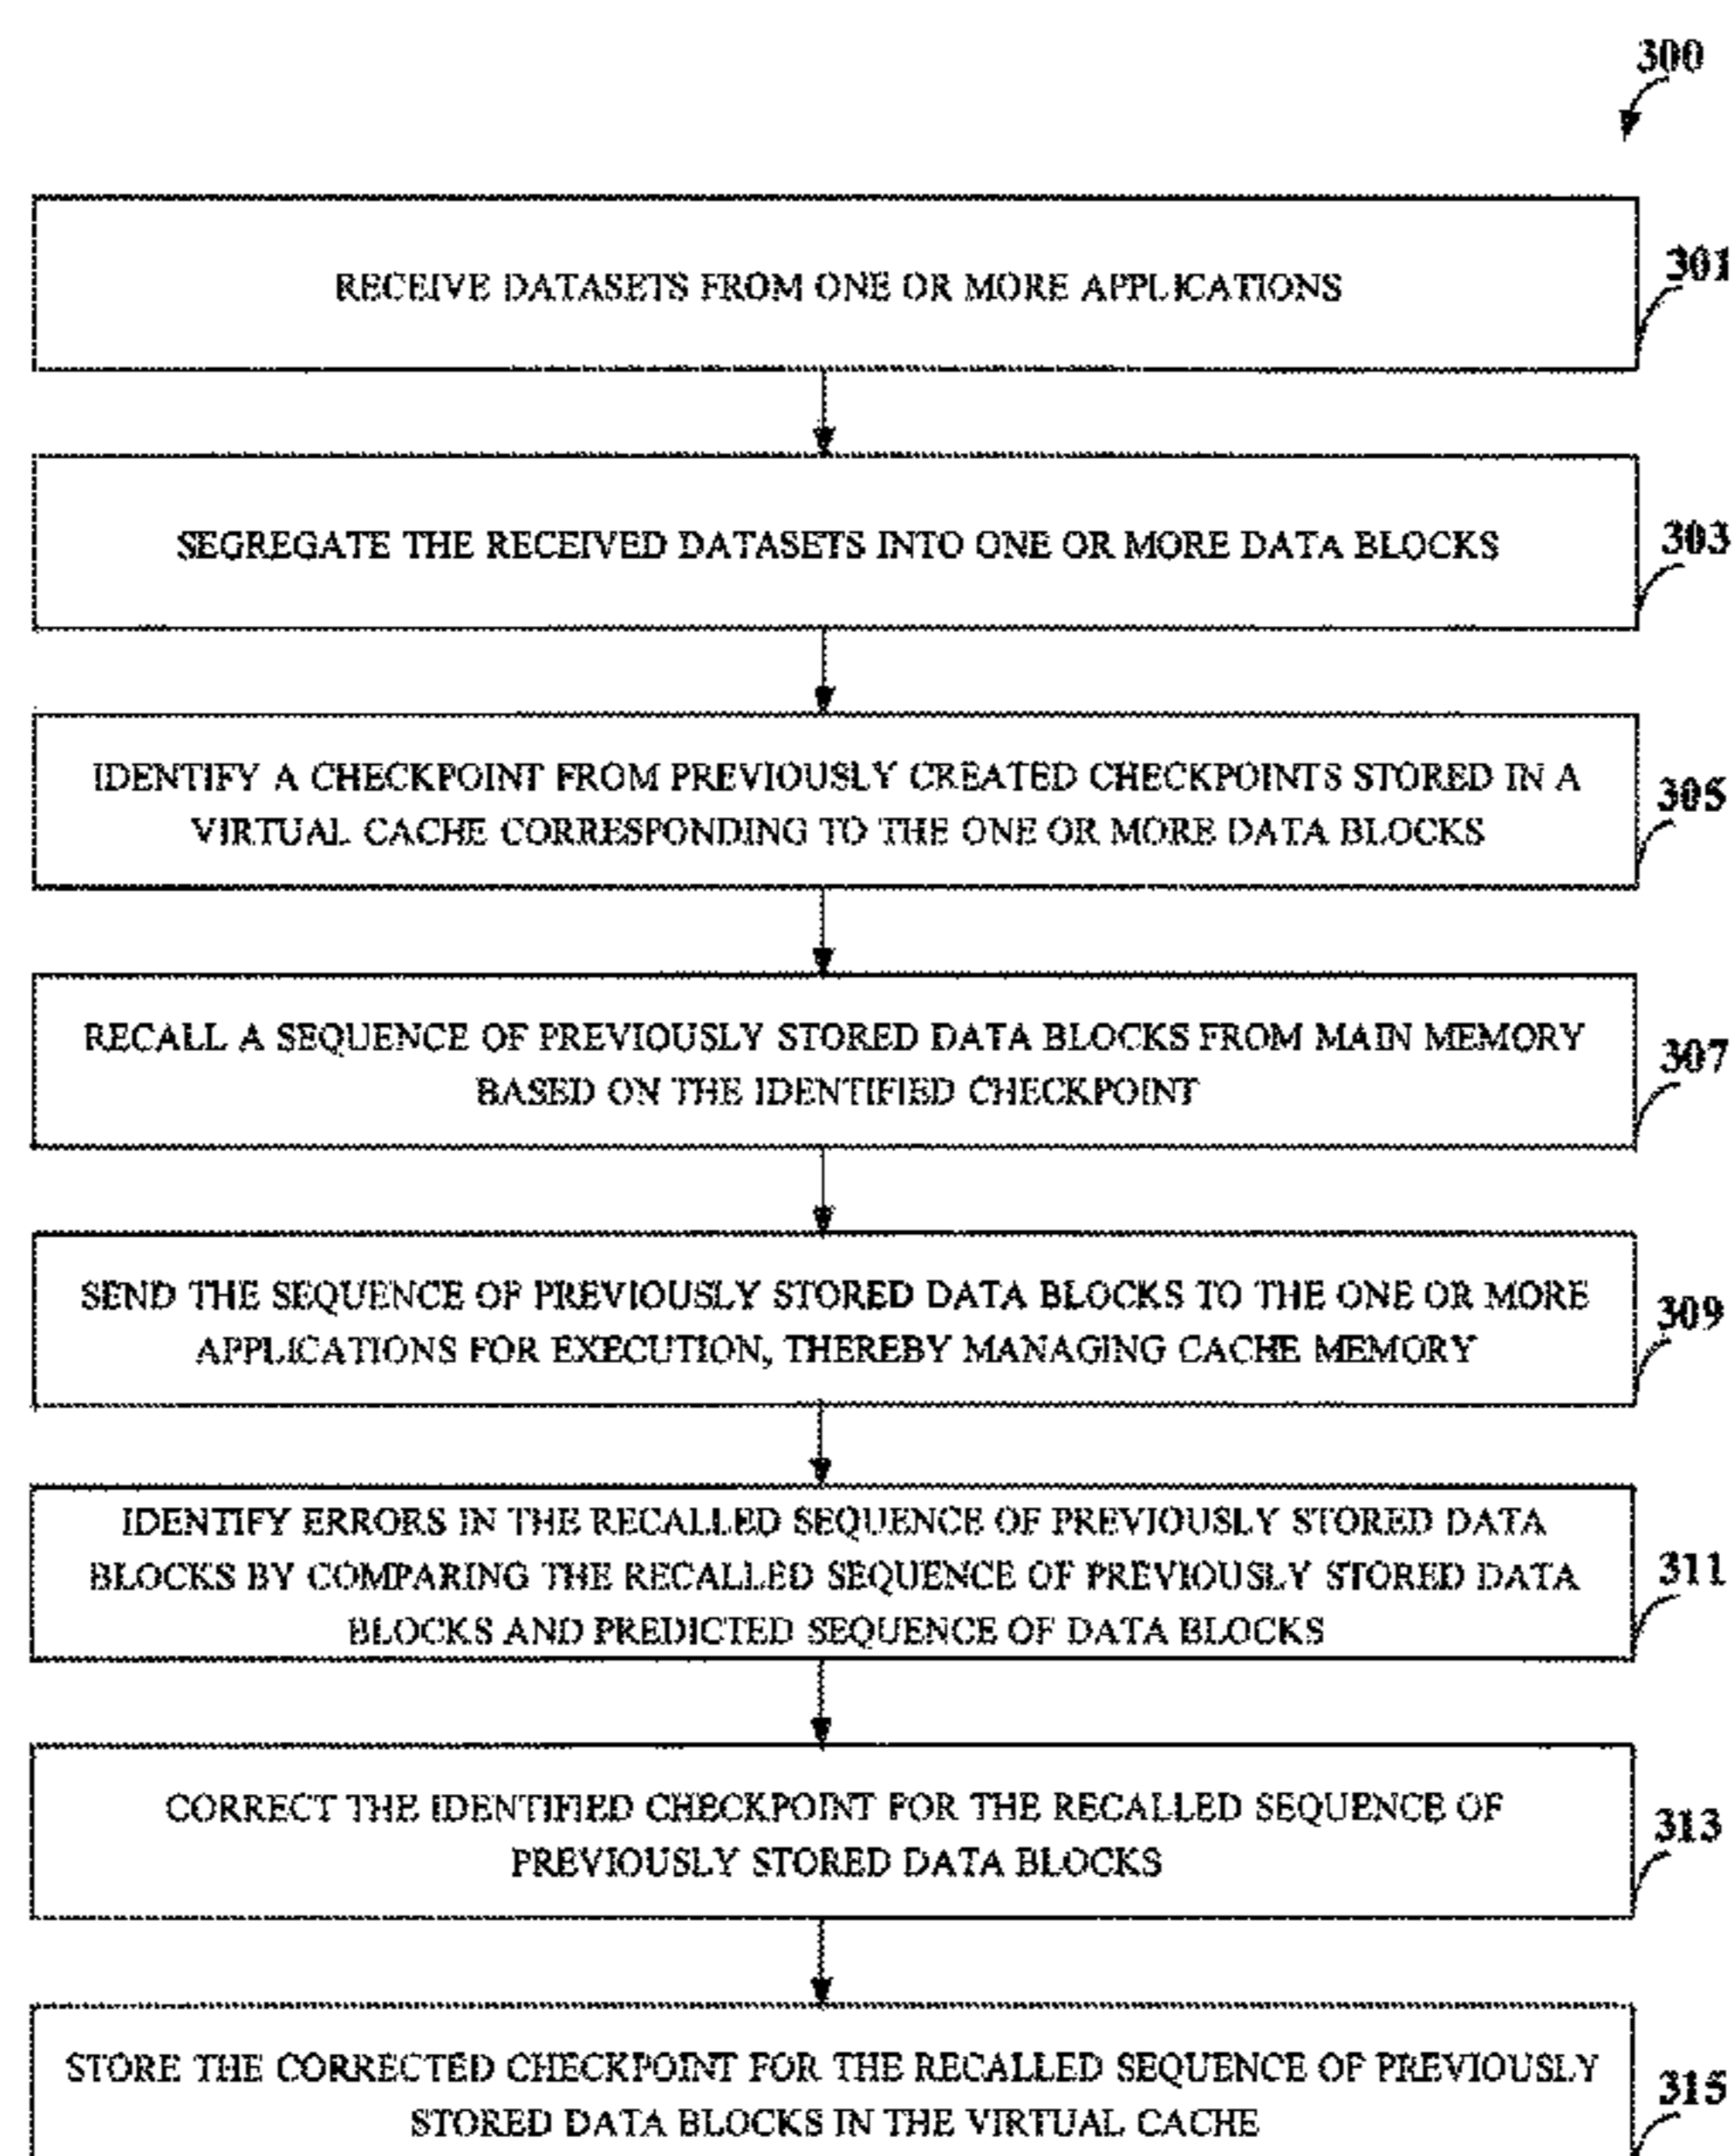 300
RECEIVE DATASETS FROM ONE OR MORE APPLICATIONS
301
SEGREGATE THE RECEIVED DATASETS INTO ONE OR MORE DATA BLOCKS
303
IDENTIFY A CHECKPOINT FROM PREVIOUSLY CREATED CHECKPOINTS STORED IN A
VIRTUAL CACHE CORRESPONDING TO THE ONE OR MORE DATA BLOCKS
305
RECALL A SEQUENCE OF PREVIOUSLY STORED DATA BLOCKS FROM MAIN MEMORY
BASED ON THE IDENTIFIED CHECKPOINT
307
SEND THE SEQUENCE OF PREVIOUSLY STORED DATA BLOCKS TO THE ONE OR MORE
APPLICATIONS FOR EXECUTION, THEREBY MANAGING CACHE MEMORY
309
IDENTIFY ERRORS IN THE RECALLED SEQUENCE OF PREVIOUSLY STORED DATA
BLOCKS BY COMPARING THE RECALLED SEQUENCE OF PREVIOUSLY STORED DATA
BLOCKS AND PREDICTED SEQUENCE OF DATA BLOCKS
311
CORRECT THE IDENTIFIED CHECKPOINT FOR THE RECALLED SEQUENCE OF
PREVIOUSLY STORED DATA BLOCKS
313
STORE THE CORRECTED CHECKPOINT FOR THE RECALLED SEQUENCE OF PREVIOUSLY
STORED DATA BLOCKS IN THE VIRTUAL CACHE
315